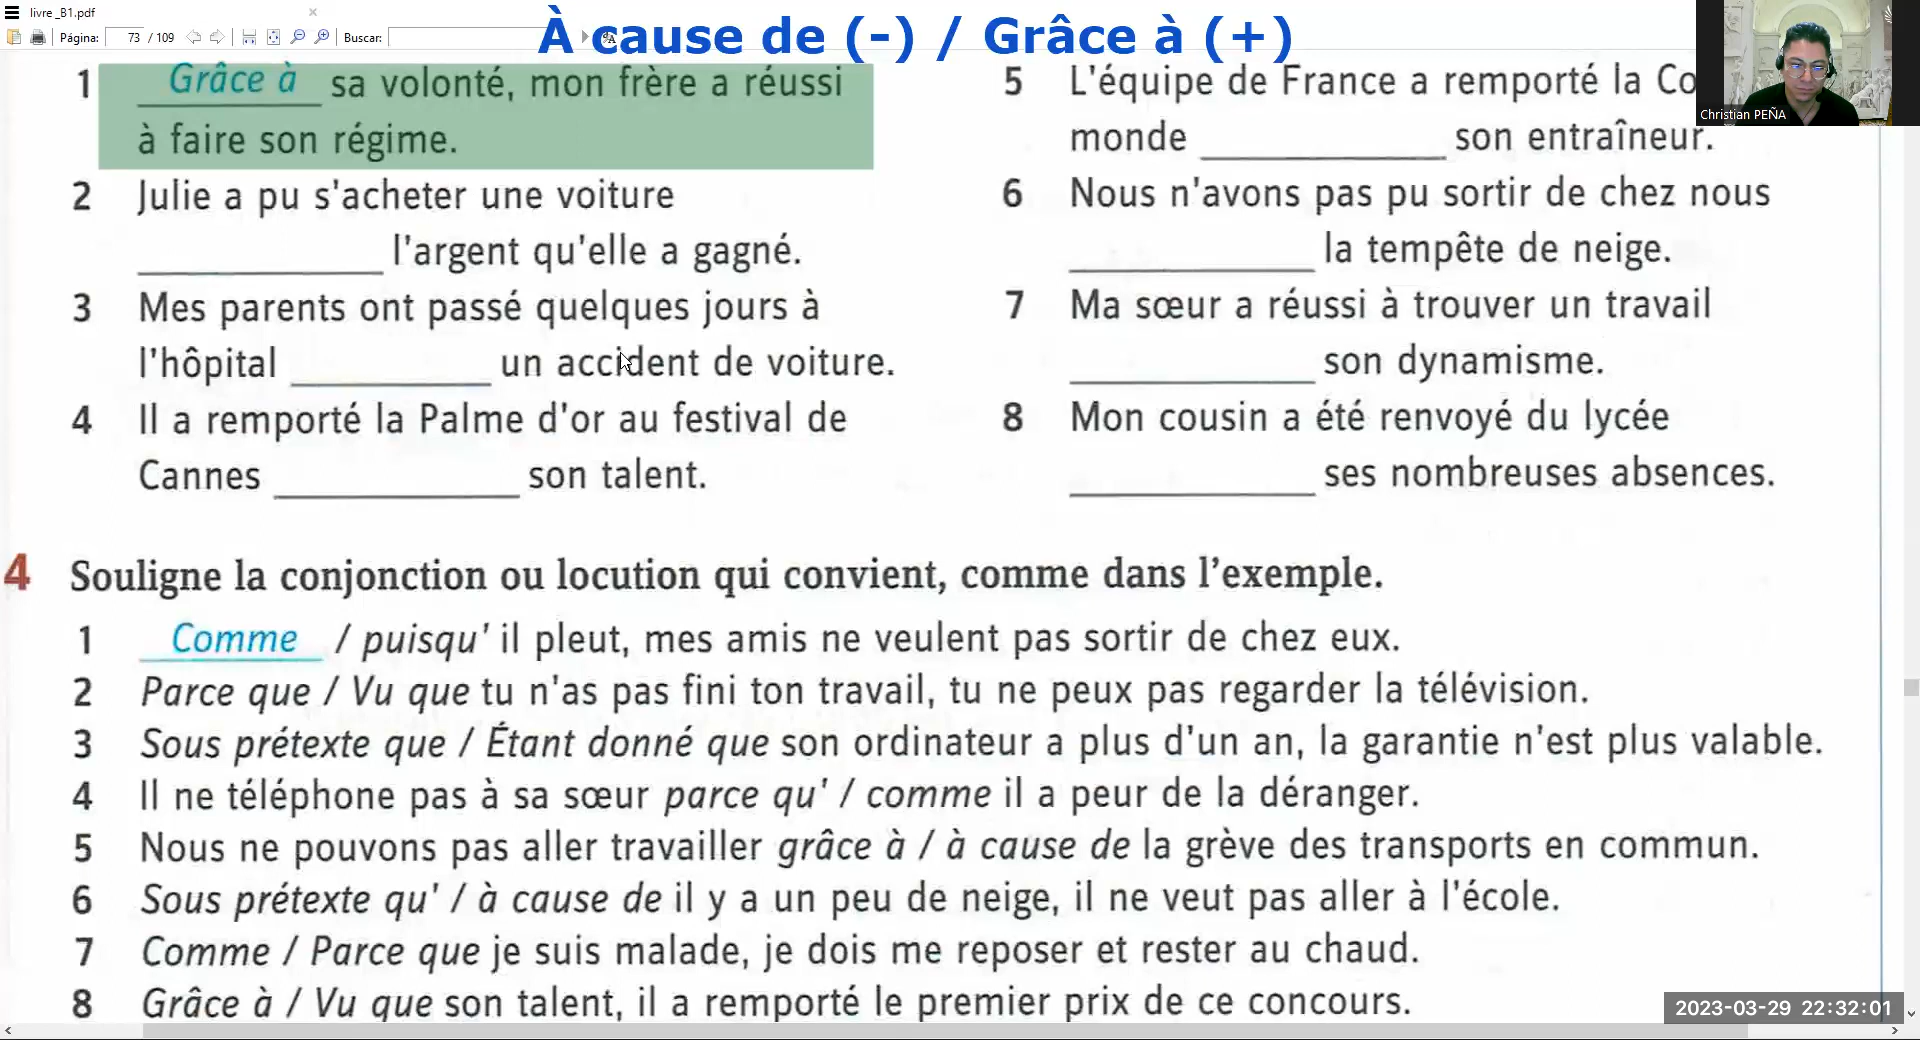 livre_B1.pdf
Página: 73 / 109 Buscar:
À cause de (-) / Grâce à (+)
Christian PEÑA
1 Grâce à sa volonté, mon frère a réussi
à faire son régime.
2 Julie a pu s'acheter une voiture
____________ l'argent qu'elle a gagné.
3 Mes parents ont passé quelques jours à
l'hôpital __________ un accident de voiture.
4 Il a remporté la Palme d'or au festival de
Cannes ____________ son talent.
5 L'équipe de France a remporté la Co
monde ____________ son entraîneur.
6 Nous n'avons pas pu sortir de chez nous
____________ la tempête de neige.
7 Ma sœur a réussi à trouver un travail
____________ son dynamisme.
8 Mon cousin a été renvoyé du lycée
____________ ses nombreuses absences.
4 Souligne la conjonction ou locution qui convient, comme dans l'exemple.
1 Comme / puisqu' il pleut, mes amis ne veulent pas sortir de chez eux.
2 Parce que / Vu que tu n'as pas fini ton travail, tu ne peux pas regarder la télévision.
3 Sous prétexte que / Étant donné que son ordinateur a plus d'un an, la garantie n'est plus valable.
4 Il ne téléphone pas à sa sœur parce qu' / comme il a peur de la déranger.
5 Nous ne pouvons pas aller travailler grâce à / à cause de la grève des transports en commun.
6 Sous prétexte qu' / à cause de il y a un peu de neige, il ne veut pas aller à l'école.
7 Comme / Parce que je suis malade, je dois me reposer et rester au chaud.
8 Grâce à / Vu que son talent, il a remporté le premier prix de ce concours.
2023-03-29 22:32:01